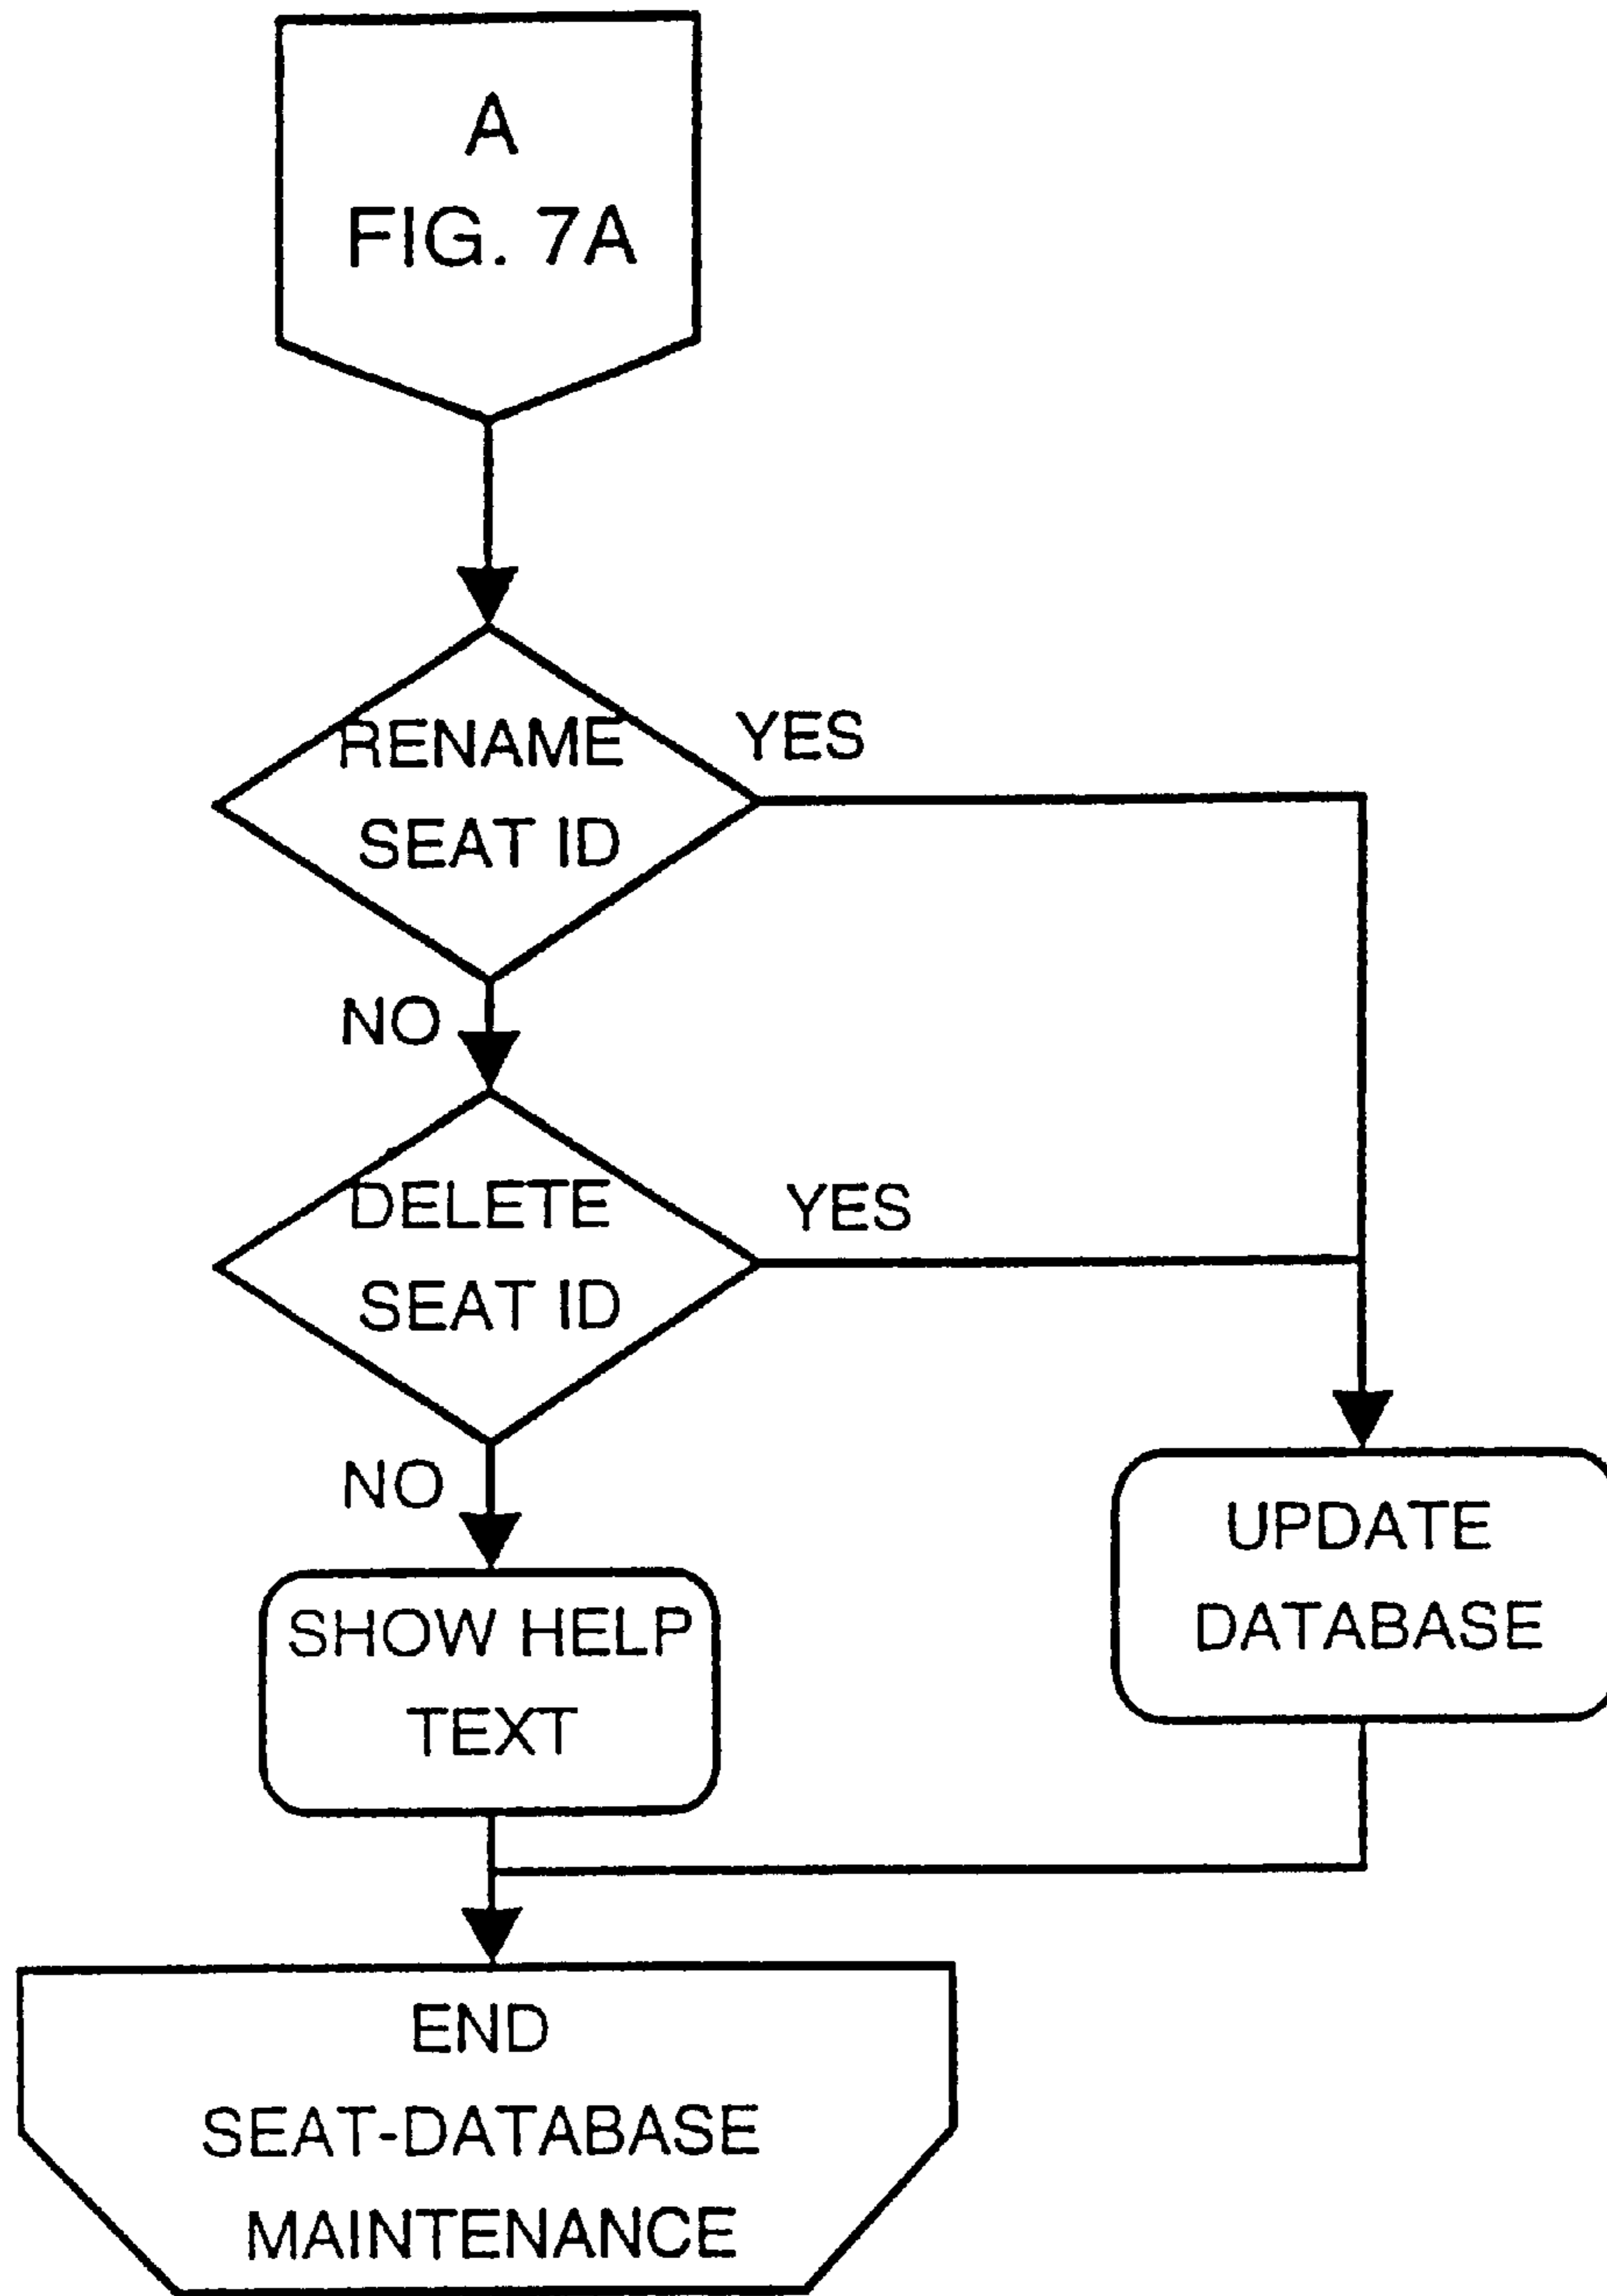 A
FIG. 7A
RENAME
SEAT ID
YES
NO
DELETE
SEAT ID
YES
NO
UPDATE
DATABASE
SHOW HELP
TEXT
END
SEAT-DATABASE
MAINTENANCE